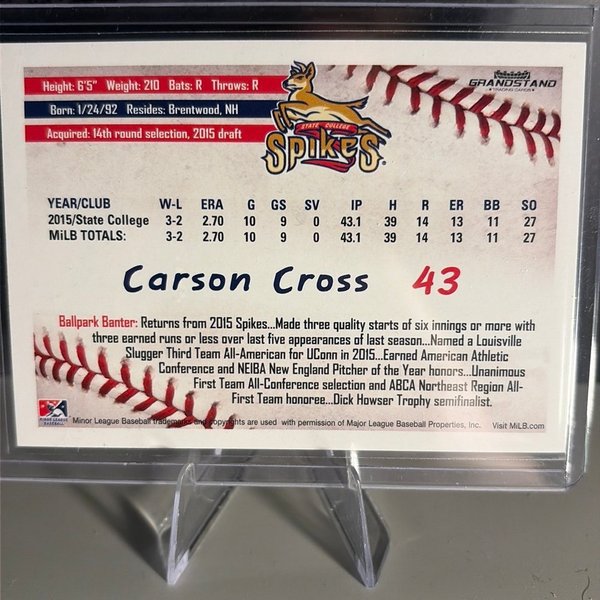 Height: 6'5" Weight: 210 Bats: R Throws: R
Born: 1/24/92 Resides: Brentwood, NH
Acquired: 14th round selection, 2015 draft
STATE COLLEGE
SPIKES
GRANDSTAND
TRADING CARDS
YEAR/CLUB W-L ERA G GS SV IP H R ER BB SO
2015/State College 3-2 2.70 10 9 0 43.1 39 14 13 11 27
MiLB TOTALS: 3-2 2.70 10 9 0 43.1 39 14 13 11 27
Carson Cross 43
Ballpark Banter: Returns from 2015 Spikes...Made three quality starts of six innings or more with
three earned runs or less over last five appearances of last season...Named a Louisville
Slugger Third Team All-American for UConn in 2015...Earned American Athletic
Conference and NEIBA New England Pitcher of the Year honors...Unanimous
First Team All-Conference selection and ABCA Northeast Region All-
First Team honoree...Dick Howser Trophy semifinalist.
MINOR LEAGUE
BASEBALL
Minor League Baseball trademarks and copyrights are used with permission of Major League Baseball Properties, Inc. Visit MiLB.com